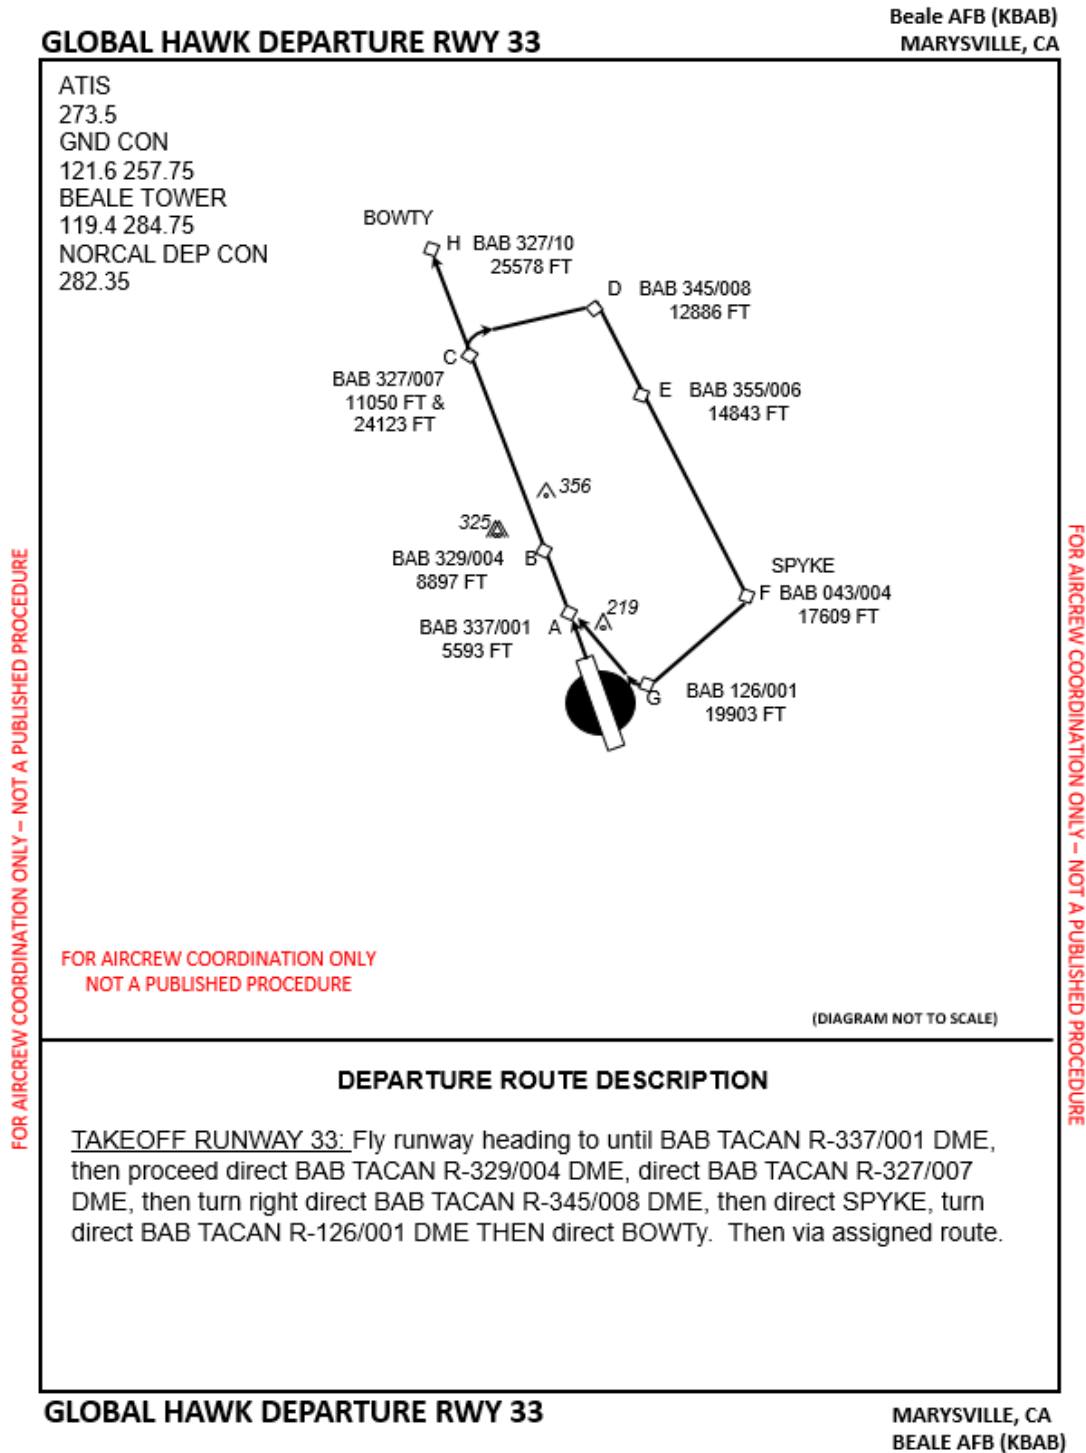 Beale AFB (KBAB)
GLOBAL HAWK DEPARTURE RWY 33
MARYSVILLE, CA
ATIS
273.5
GND CON
121.6 257.75
BEALE TOWER
119.4 284.75
NORCAL DEP CON
282.35
BOWTY
H BAB 327/10
25578 FT
D BAB 345/008
12886 FT
C
BAB 327/007
11050 FT &
24123 FT
E BAB 355/006
14843 FT
356
325
BAB 329/004
8897 FT
B
SPYKE
F BAB 043/004
17609 FT
219
BAB 337/001
5593 FT
A
G
BAB 126/001
19903 FT
FOR AIRCREW COORDINATION ONLY – NOT A PUBLISHED PROCEDURE
FOR AIRCREW COORDINATION ONLY – NOT A PUBLISHED PROCEDURE
FOR AIRCREW COORDINATION ONLY
NOT A PUBLISHED PROCEDURE
(DIAGRAM NOT TO SCALE)
DEPARTURE ROUTE DESCRIPTION
TAKEOFF RUNWAY 33: Fly runway heading to until BAB TACAN R-337/001 DME,
then proceed direct BAB TACAN R-329/004 DME, direct BAB TACAN R-327/007
DME, then turn right direct BAB TACAN R-345/008 DME, then direct SPYKE, turn
direct BAB TACAN R-126/001 DME THEN direct BOWTy. Then via assigned route.
GLOBAL HAWK DEPARTURE RWY 33
MARYSVILLE, CA
BEALE AFB (KBAB)